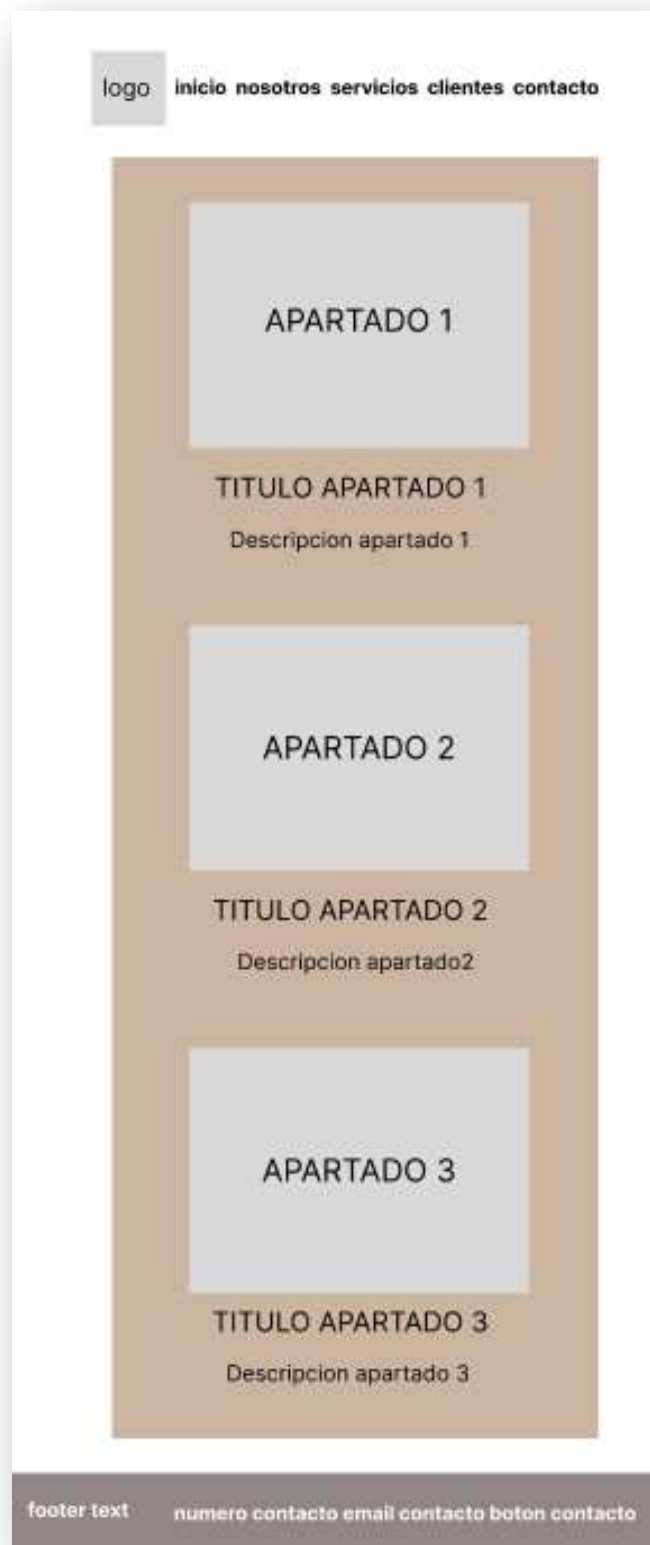 logo inicio nosotros servicios clientes contacto
APARTADO 1
TITULO APARTADO 1
Descripcion apartado 1
APARTADO 2
TITULO APARTADO 2
Descripcion apartado2
APARTADO 3
TITULO APARTADO 3
Descripcion apartado 3
footer text numero contacto email contacto boton contacto